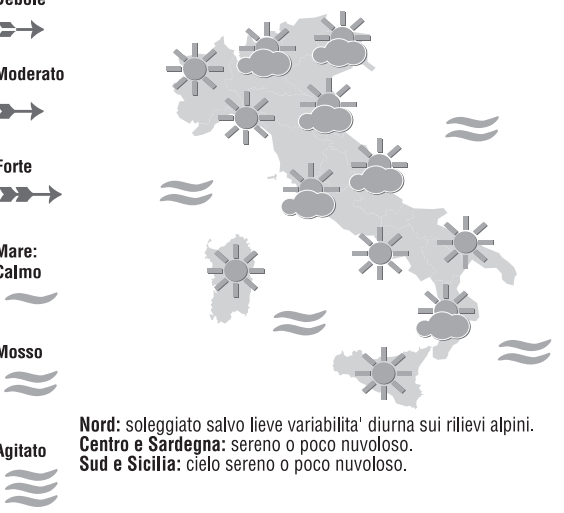 Moderato
Forte
Mare:
Calmo
Mosso
Agitato
Nord: soleggiato salvo lieve variabilita' diurna sui rilievi alpini.
Centro e Sardegna: sereno o poco nuvoloso.
Sud e Sicilia: cielo sereno o poco nuvoloso.